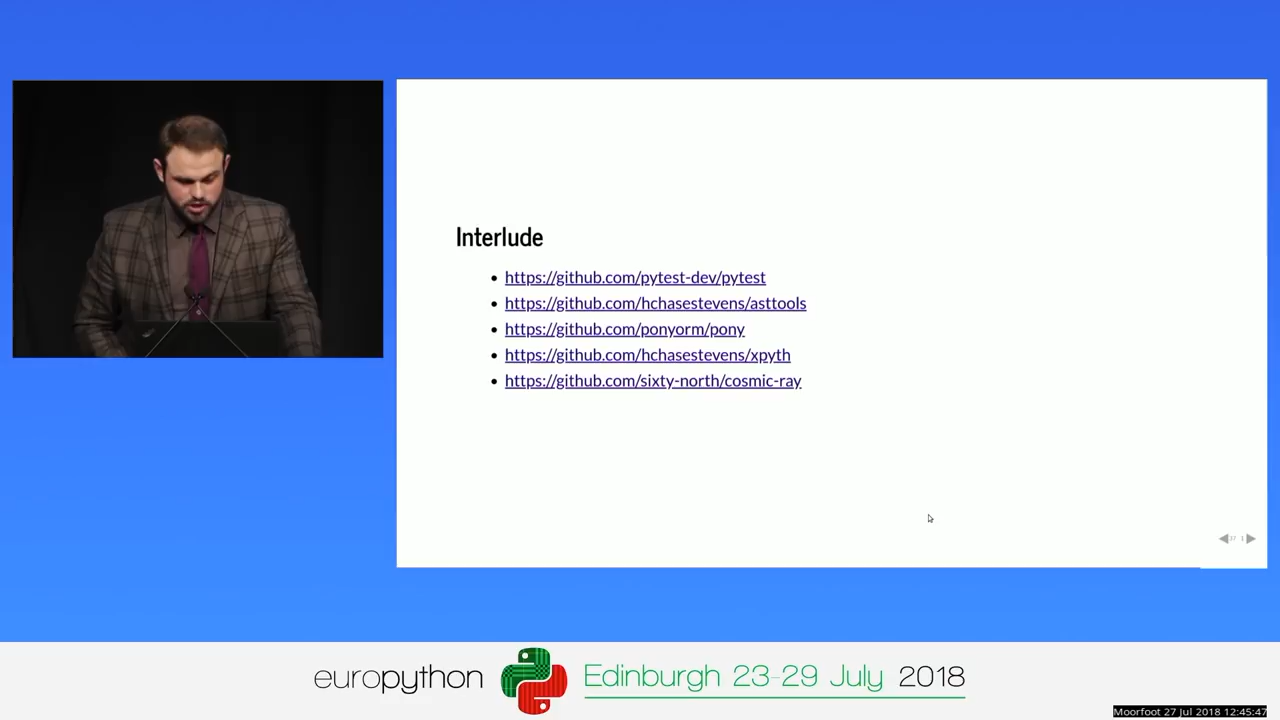 Interlude
https://github.com/pytest-dev/pytest
https://github.com/hchasestevens/asttools
https://github.com/ponyorm/pony
https://github.com/hchasestevens/xpyth
https://github.com/sixty-north/cosmic-ray
europython Edinburgh 23-29 July 2018
Moorfoot 27 Jul 2018 12:45:47